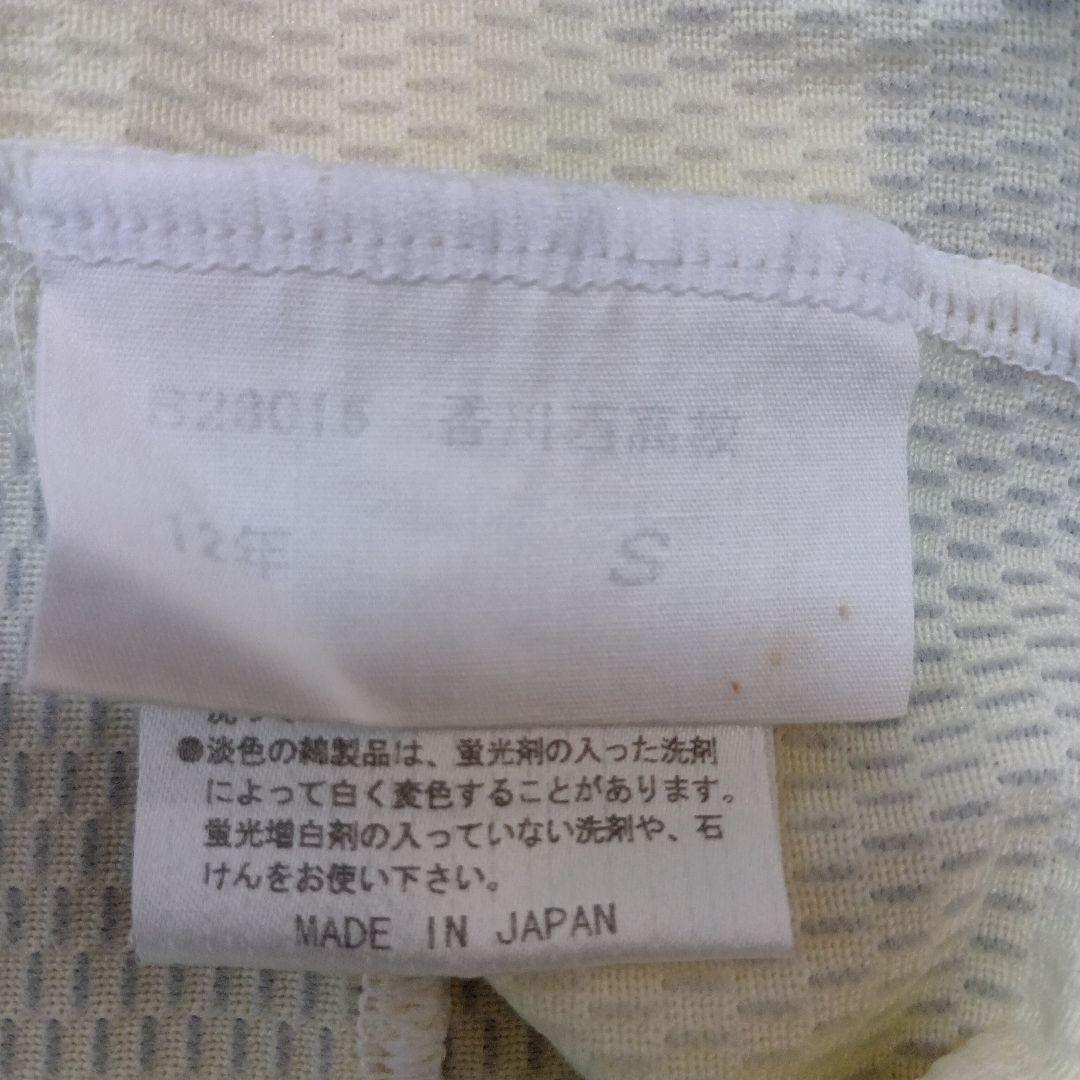 828015 香川西高校
12年 S
●淡色の綿製品は、蛍光剤の入った洗剤
によって白く変色することがあります。
蛍光増白剤の入っていない洗剤や、石
けんをお使い下さい。
MADE IN JAPAN